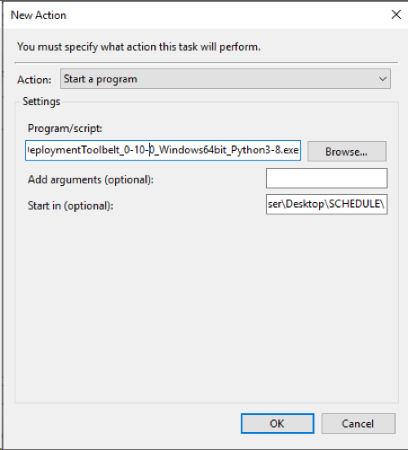 New Action
You must specify what action this task will perform.
Action: Start a program
Settings
Program/script:
eploymentToolbelt_0-10-0_Windows64bit_Python3-8.exe
Browse...
Add arguments (optional):
Start in (optional): ser\Desktop\SCHEDULE\
OK Cancel